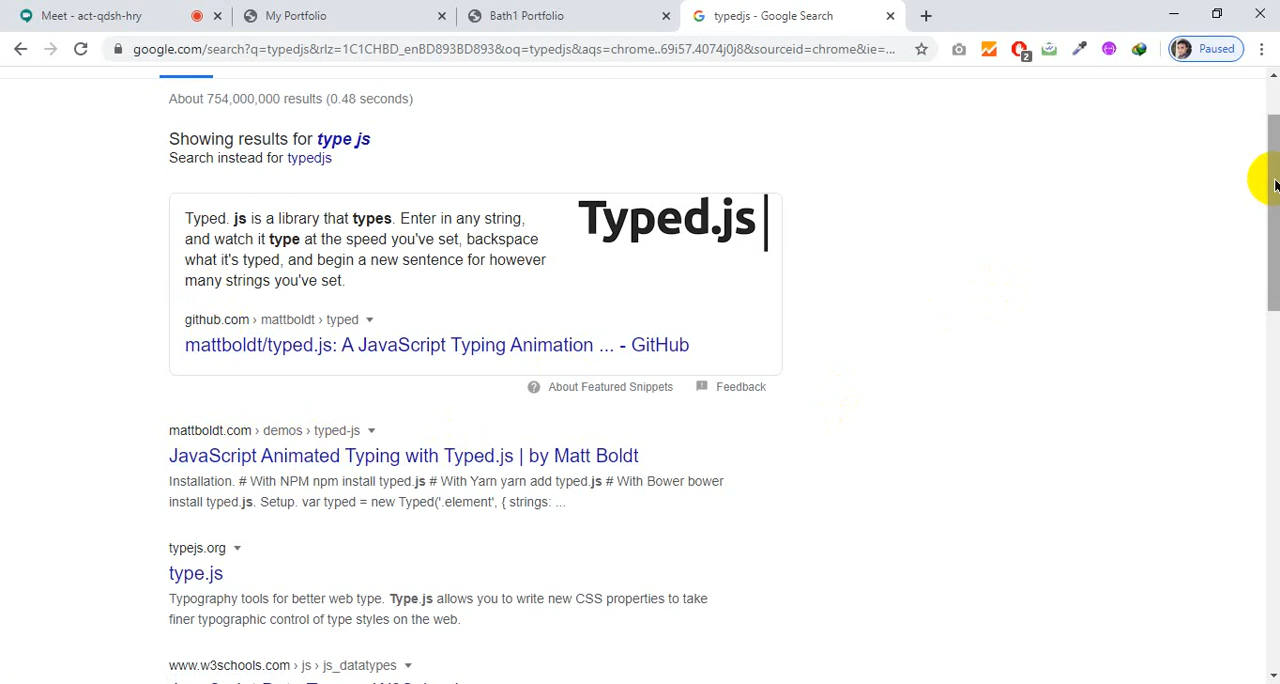 Meet - act-qdsh-hry
My Portfolio
Bath1 Portfolio
typedjs - Google Search
google.com/search?q=typedjs&rlz=1C1CHBD_enBD893BD893&oq=typedjs&aqs=chrome..69i57.4074j0j8&sourceid=chrome&ie=...
2
Paused
About 754,000,000 results (0.48 seconds)
Showing results for type js
Search instead for typedjs
Typed. js is a library that types. Enter in any string,
and watch it type at the speed you've set, backspace
what it's typed, and begin a new sentence for however
many strings you've set.
Typed.js|
github.com › mattboldt › typed
mattboldt/typed.js: A JavaScript Typing Animation ... - GitHub
About Featured Snippets
Feedback
mattboldt.com › demos › typed-js
JavaScript Animated Typing with Typed.js | by Matt Boldt
Installation. # With NPM npm install typed.js # With Yarn yarn add typed.js # With Bower bower
install typed.js. Setup. var typed = new Typed('.element', { strings: ...
typejs.org
type.js
Typography tools for better web type. Type.js allows you to write new CSS properties to take
finer typographic control of type styles on the web.
www.w3schools.com › js › js_datatypes